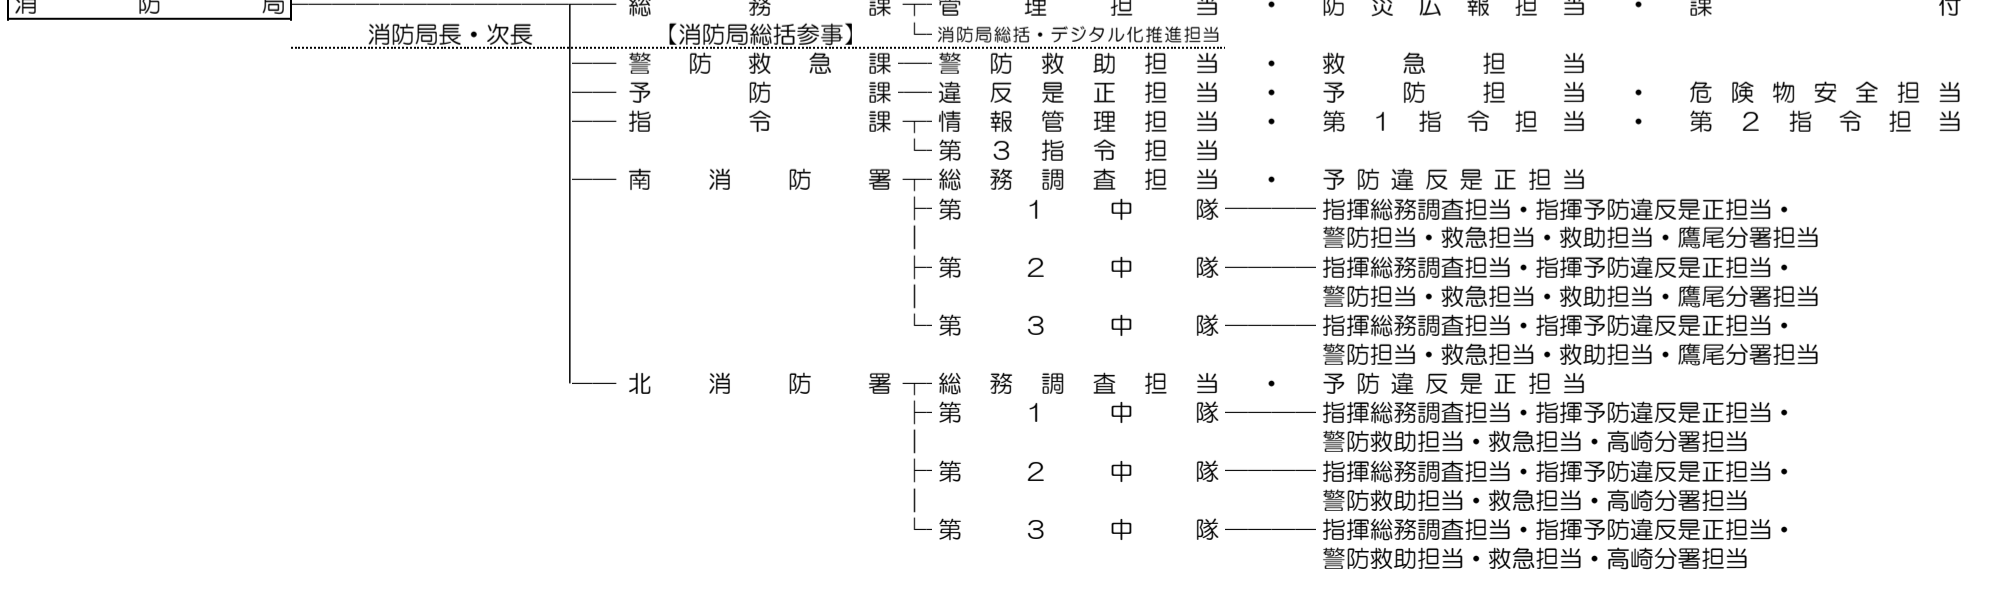 消防局 総務課 管理担当・防災広報担当・課付
消防局長・次長 【消防局総括参事】 消防局総括・デジタル化推進担当
警防救急課 警防救助担当・救急担当
予防課 違反是正担当・予防担当・危険物安全担当
指令課 情報管理担当・第1指令担当・第2指令担当
第3指令担当
南消防署 総務調査担当・予防違反是正担当
第1中隊 指揮総務調査担当・指揮予防違反是正担当・
警防担当・救急担当・救助担当・鷹尾分署担当
第2中隊 指揮総務調査担当・指揮予防違反是正担当・
警防担当・救急担当・救助担当・鷹尾分署担当
第3中隊 指揮総務調査担当・指揮予防違反是正担当・
警防担当・救急担当・救助担当・鷹尾分署担当
北消防署 総務調査担当・予防違反是正担当
第1中隊 指揮総務調査担当・指揮予防違反是正担当・
警防救助担当・救急担当・高崎分署担当
第2中隊 指揮総務調査担当・指揮予防違反是正担当・
警防救助担当・救急担当・高崎分署担当
第3中隊 指揮総務調査担当・指揮予防違反是正担当・
警防救助担当・救急担当・高崎分署担当